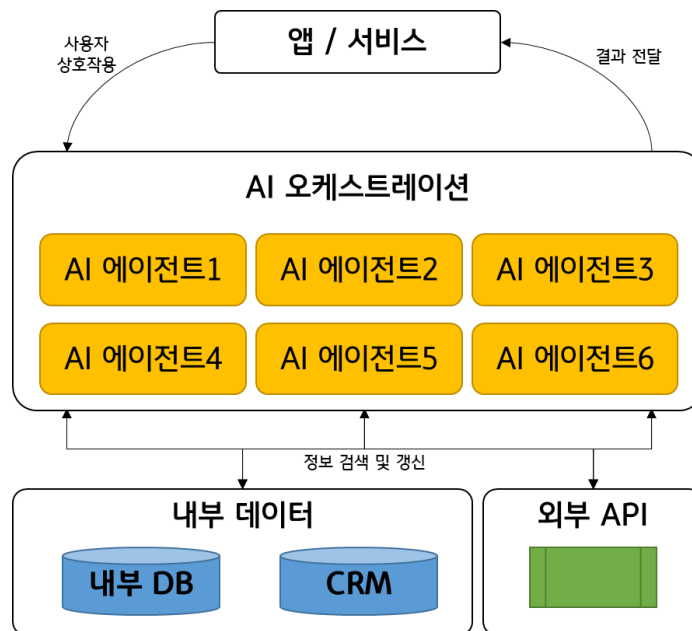 앱 / 서비스
사용자
상호작용
결과 전달
AI 오케스트레이션
AI 에이전트1
AI 에이전트2
AI 에이전트3
AI 에이전트4
AI 에이전트5
AI 에이전트6
정보 검색 및 갱신
내부 데이터
외부 API
내부 DB
CRM